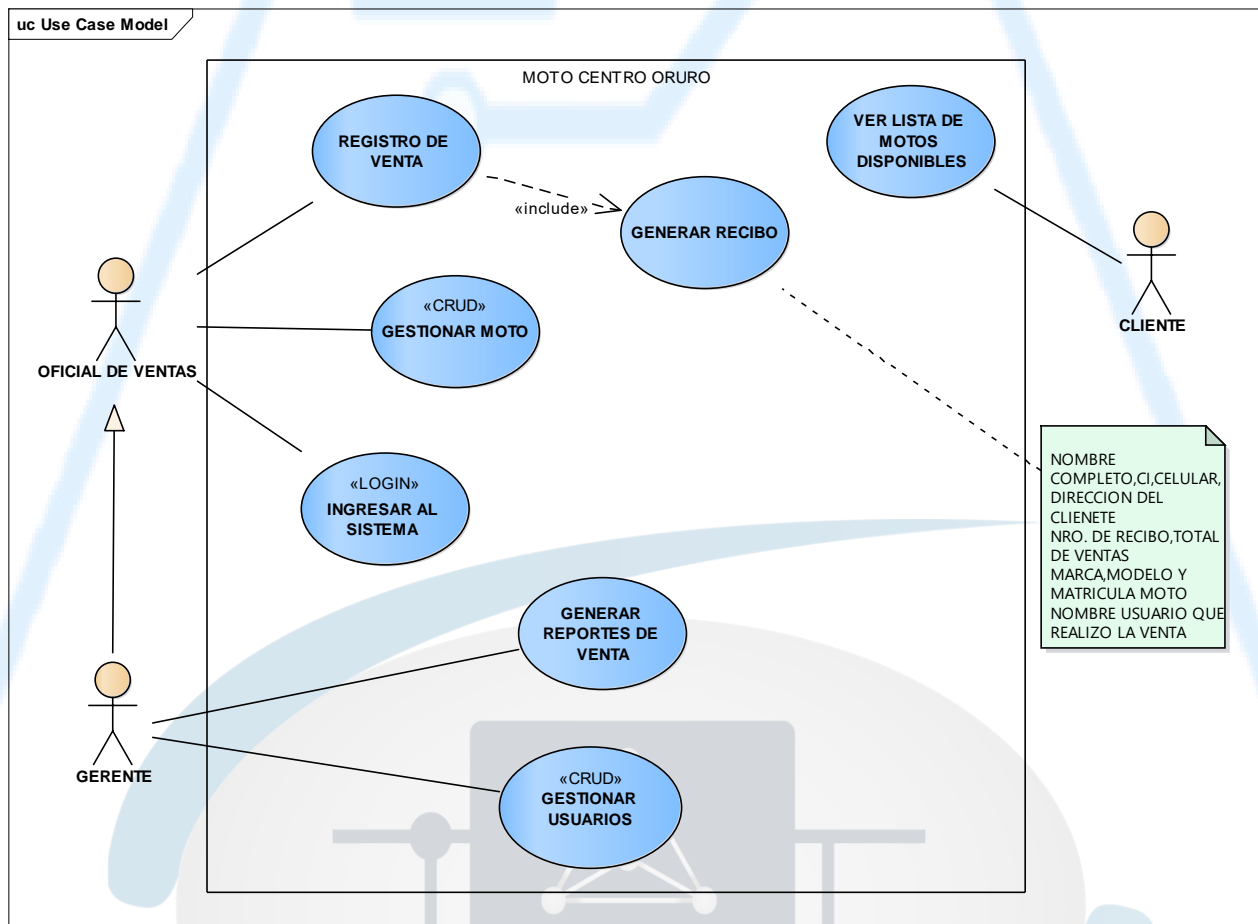 uc Use Case Model
MOTO CENTRO ORURO
REGISTRO DE
VENTA
VER LISTA DE
MOTOS
DISPONIBLES
«include»
GENERAR RECIBO
«CRUD»
GESTIONAR MOTO
CLIENTE
OFICIAL DE VENTAS
«LOGIN»
INGRESAR AL
SISTEMA
NOMBRE
COMPLETO,CI,CELULAR,
DIRECCION DEL
CLIENETE
NRO. DE RECIBO,TOTAL
DE VENTAS
MARCA,MODELO Y
MATRICULA MOTO
NOMBRE USUARIO QUE
REALIZO LA VENTA
GENERAR
REPORTES DE
VENTA
GERENTE
«CRUD»
GESTIONAR
USUARIOS